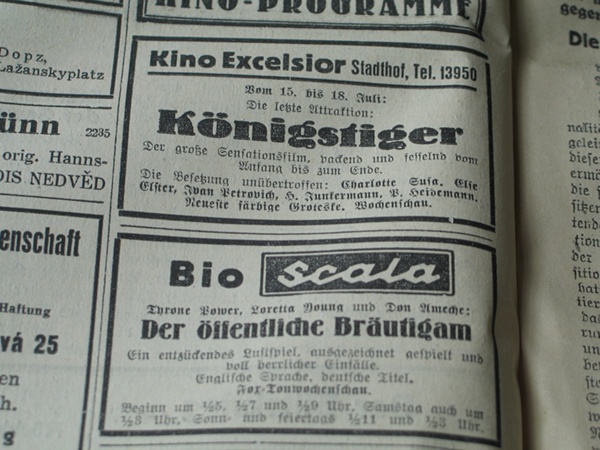 KINO-PROGRAMME
Dopz,
Lažanskyplatz
ünn 2235
orig. Hanns-
DIS NEDVĚD
enschaft
Haftung
vá 25
en
h.
g
Kino Excelsior Stadthof, Tel. 13950
Vom 15. bis 18. Juli:
Die letzte Attraktion:
Königstiger
Der große Sensationsfilm, packend und fesselnd vom
Anfang bis zum Ende.
Die Besetzung unübertroffen: Charlotte Susa, Else
Elster, Ivan Petrovich, H. Junkermann, P. Heidemann.
Neueste färbige Groteske. Wochenschau.
Bio Scala
Tyrone Power, Loretta Young und Don Ameche:
Der öffentliche Bräutigam
Ein entzückendes Lustspiel, ausgezeichnet gespielt und
voll herrlicher Einfälle.
Englische Sprache, deutsche Titel.
Fox-Tonwochenschau.
Beginn um ½5, ½7 und ½9 Uhr, Samstag auch um
½3 Uhr, Sonn- und feiertags ½11 und ½3 Uhr.
gegen
Die